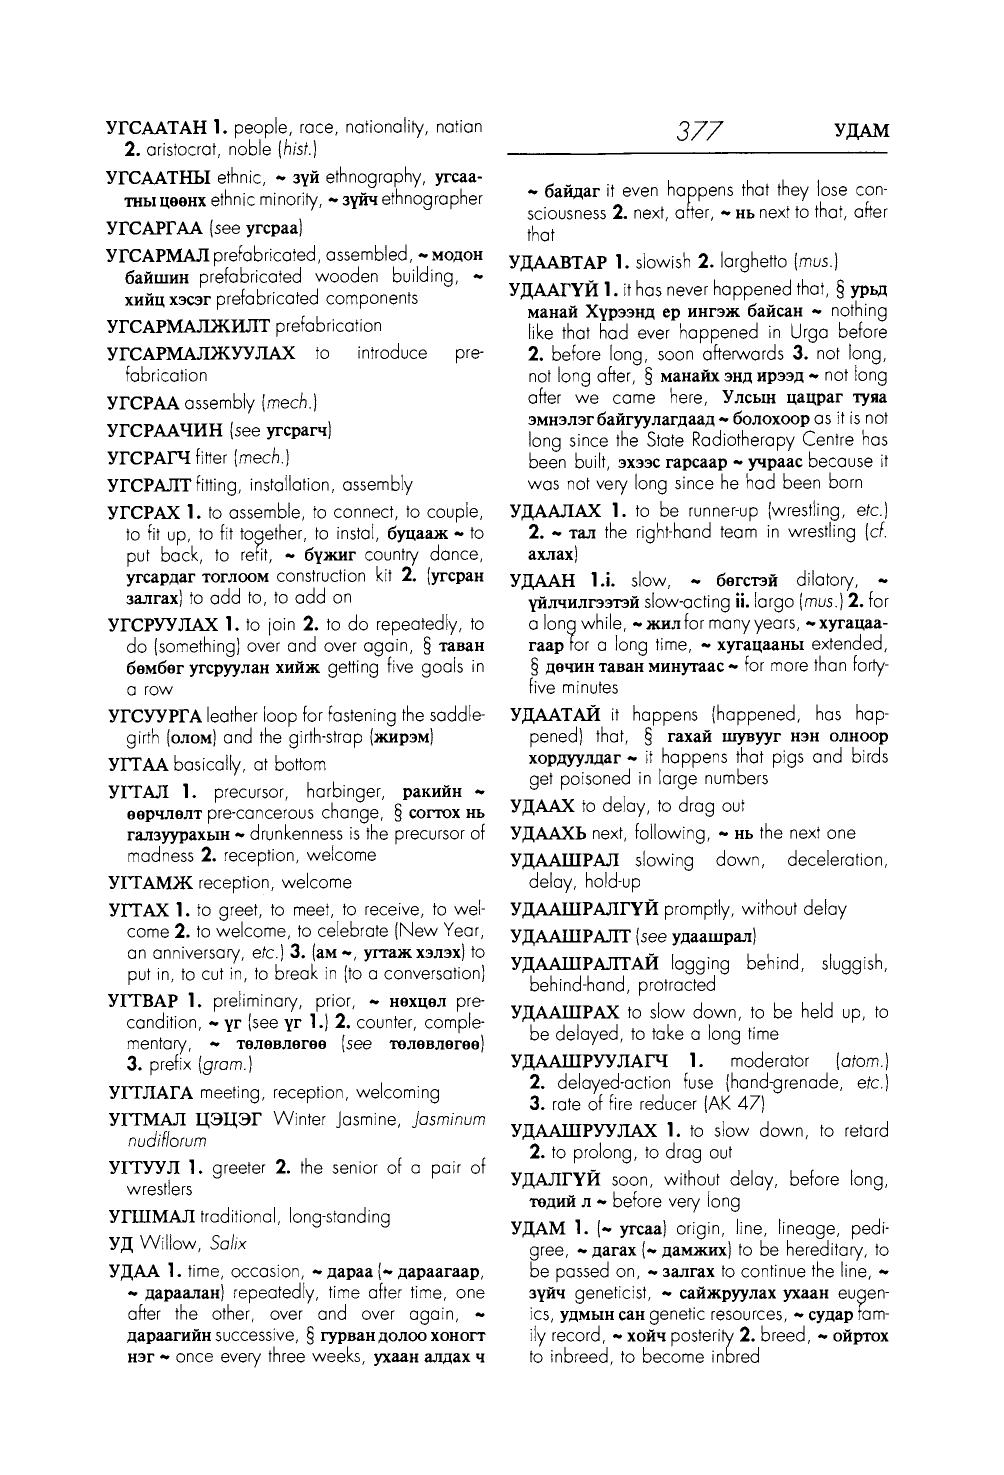 УГСААТАН 1. people, race, nationality, nation
2. aristocrat, noble (hist.)
УГСААТНЫ ethnic, ~ зүй ethnography, угсаа-
тны цөөнх ethnic minority, ~ зүйч ethnographer
УГСАРГАА (see угсраа)
УГСАРМАЛ prefabricated, assembled, ~ модон
байшин prefabricated wooden building, ~
хийц хэсэг prefabricated components
УГСАРМАЛЖИЛТ prefabrication
УГСАРМАЛЖУУЛАХ to introduce pre-
fabrication
УГСРАА assembly (mech.)
УГСРААЧИН (see угсрагч)
УГСРАГЧ fitter (mech.)
УГСРАЛТ fitting, installation, assembly
УГСРАХ 1. to assemble, to connect, to couple,
to fit up, to fit together, to instal, буцааж ~ to
put back, to refit, ~ бүжиг country dance,
угсардаг тоглоом construction kit 2. (угсран
залгах) to add to, to add on
УГСРУУЛАХ 1. to join 2. to do repeatedly, to
do (something) over and over again, § таван
бөмбөг угсруулан хийж getting five goals in
a row
УГСУУРГА leather loop for fastening the saddle-
girth (олом) and the girth-strap (жирэм)
УГТАА basically, at bottom
УГТАЛ 1. precursor, harbinger, ракийн ~
өөрчлөлт pre-cancerous change, § согтох нь
галзуурахын ~ drunkenness is the precursor of
madness 2. reception, welcome
УГТАМЖ reception, welcome
УГТАХ 1. to greet, to meet, to receive, to wel-
come 2. to welcome, to celebrate (New Year,
an anniversary, etc.) 3. (ам ~, угтаж хэлэх) to
put in, to cut in, to break in (to a conversation)
УГТВАР 1. preliminary, prior, ~ нөхцөл pre-
condition, ~ үг (see үг 1.) 2. counter, comple-
mentary, ~ төлөвлөгөө (see төлөвлөгөө)
3. prefix (gram.)
УГТЛАГА meeting, reception, welcoming
УГТМАЛ ЦЭЦЭГ Winter Jasmine, Jasminum
nudiflorum
УГТУУЛ 1. greeter 2. the senior of a pair of
wrestlers
УГШМАЛ traditional, long-standing
УД Willow, Salix
УДАА 1. time, occasion, ~ дараа (~ дараагаар,
~ дараалан) repeatedly, time after time, one
after the other, over and over again, ~
дараагийн successive, § гурван долоо хоногт
нэг ~ once every three weeks, ухаан алдах ч
377 УДАМ
~ байдаг it even happens that they lose con-
sciousness 2. next, after, ~ нь next to that, after
that
УДААВТАР 1. slowish 2. larghetto (mus.)
УДААГҮЙ 1. it has never happened that, § урьд
манай Хүрээнд ер ингэж байсан ~ nothing
like that had ever happened in Urga before
2. before long, soon afterwards 3. not long,
not long after, § манайх энд ирээд ~ not long
after we came here, Улсын цацраг туяа
эмнэлэг байгуулагдаад ~ болохоор as it is not
long since the State Radiotherapy Centre has
been built, эхээс гарсаар ~ учраас because it
was not very long since he had been born
УДААЛАХ 1. to be runner-up (wrestling, etc.)
2. ~ тал the right-hand team in wrestling (cf.
ахлах)
УДААН 1.i. slow, ~ бөгстэй dilatory, ~
үйлчилгээтэй slow-acting ii. largo (mus.) 2. for
a long while, ~ жил for many years, ~ хугацаа-
гаар for a long time, ~ хугацааны extended,
§ дөчин таван минутаас ~ for more than forty-
five minutes
УДААТАЙ it happens (happened, has hap-
pened) that, § гахай шувууг нэн олноор
хордуулдаг ~ it happens that pigs and birds
get poisoned in large numbers
УДААХ to delay, to drag out
УДААХЬ next, following, ~ нь the next one
УДААШРАЛ slowing down, deceleration,
delay, hold-up
УДААШРАЛГҮЙ promptly, without delay
УДААШРАЛТ (see удаашрал)
УДААШРАЛТАЙ lagging behind, sluggish,
behind-hand, protracted
УДААШРАХ to slow down, to be held up, to
be delayed, to take a long time
УДААШРУУЛАГЧ 1. moderator (atom.)
2. delayed-action fuse (hand-grenade, etc.)
3. rate of fire reducer (AK 47)
УДААШРУУЛАХ 1. to slow down, to retard
2. to prolong, to drag out
УДАЛГҮЙ soon, without delay, before long,
төдий л ~ before very long
УДАМ 1. (~ угсаа) origin, line, lineage, pedi-
gree, ~ дагах (~ дамжих) to be hereditary, to
be passed on, ~ залгах to continue the line, ~
зүйч geneticist, ~ сайжруулах ухаан eugen-
ics, удмын сан genetic resources, ~ судар fam-
ily record, ~ хойч posterity 2. breed, ~ ойртох
to inbreed, to become inbred